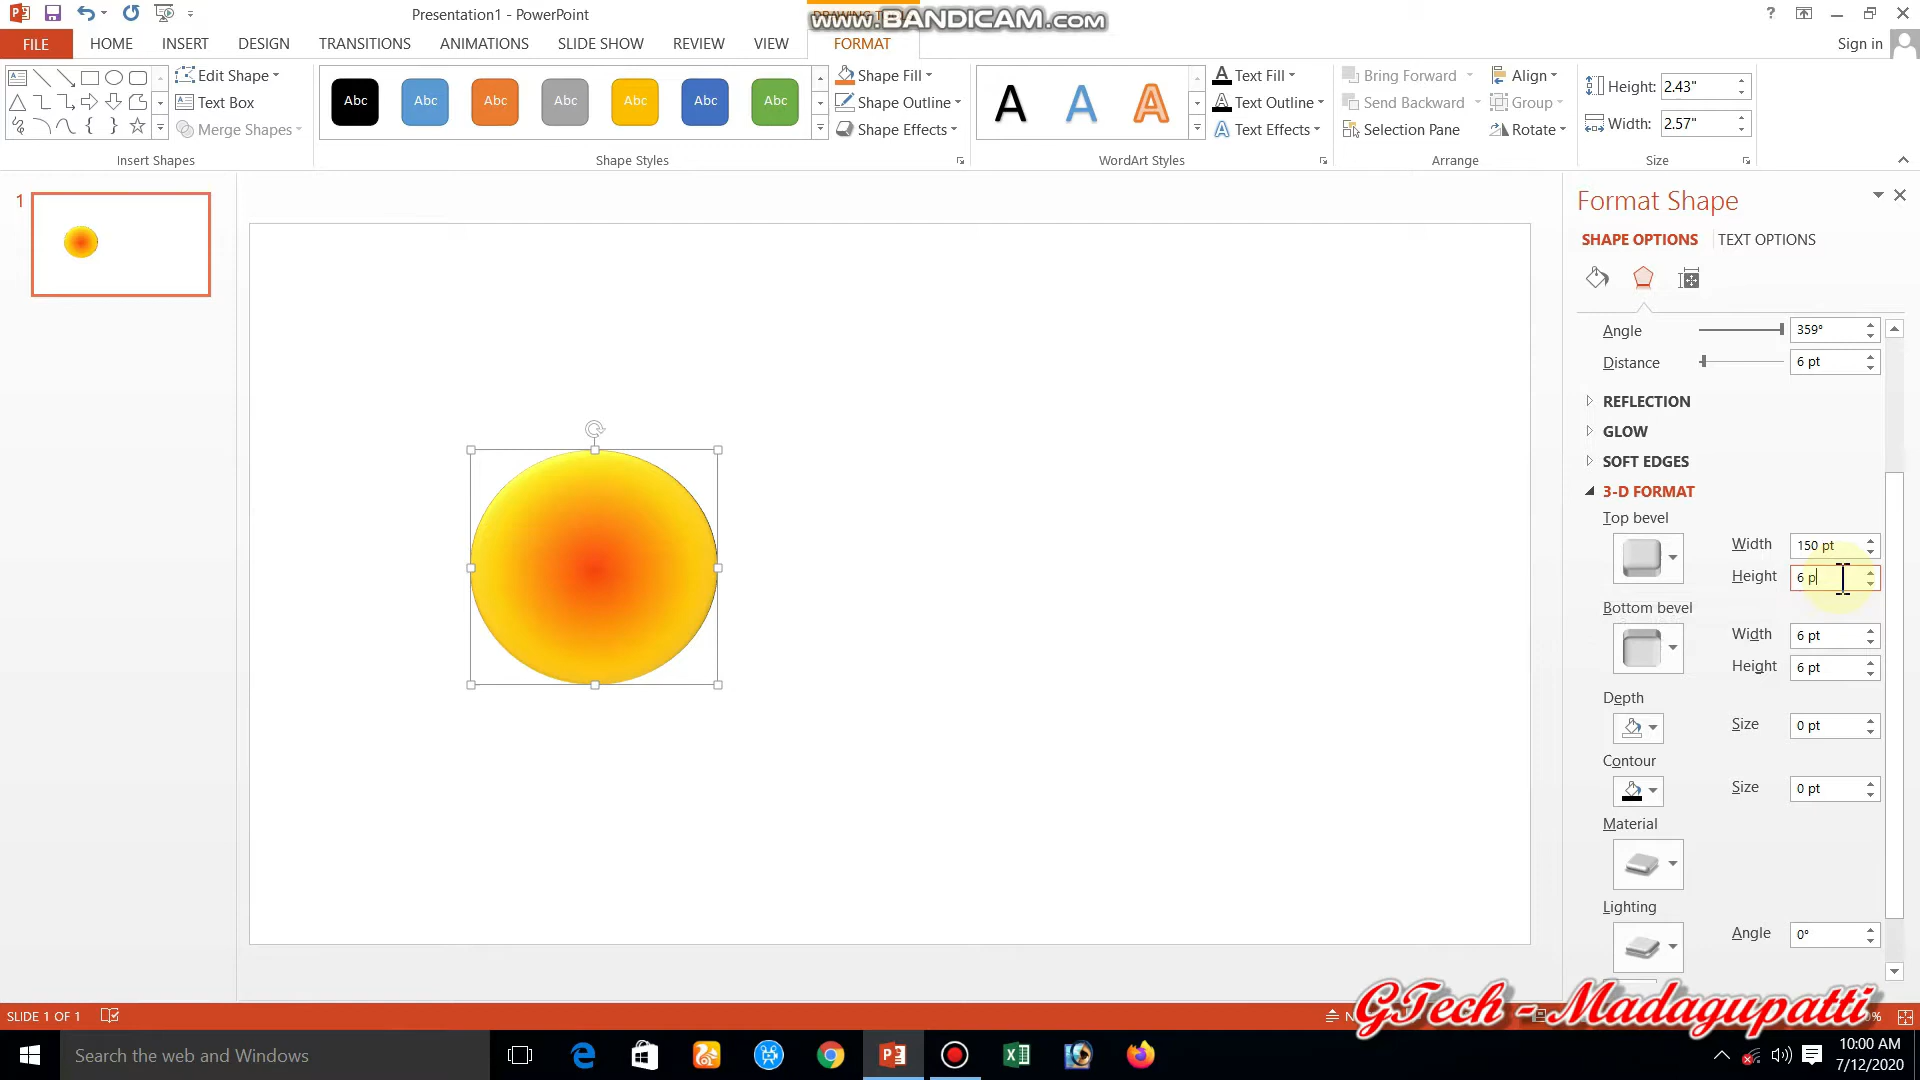 Presentation1 - PowerPoint
www.BANDICAM.com
?
FILE HOME INSERT DESIGN TRANSITIONS ANIMATIONS SLIDE SHOW REVIEW VIEW FORMAT
Sign in
Edit Shape
Text Box
Merge Shapes
Insert Shapes
Abc Abc Abc Abc Abc Abc Abc
Shape Fill
Shape Outline
Shape Effects
Shape Styles
A A A
Text Fill
Text Outline
Text Effects
WordArt Styles
Bring Forward
Send Backward
Selection Pane
Align
Group
Rotate
Arrange
Height: 2.43"
Width: 2.57"
Size
1
Format Shape
SHAPE OPTIONS TEXT OPTIONS
Angle 359°
Distance 6 pt
REFLECTION
GLOW
SOFT EDGES
3-D FORMAT
Top bevel
Width 150 pt
Height 6 p
Bottom bevel
Width 6 pt
Height 6 pt
Depth
Size 0 pt
Contour
Size 0 pt
Material
Lighting
Angle 0°
GTech - Madagupatti
SLIDE 1 OF 1
Search the web and Windows
10:00 AM
7/12/2020